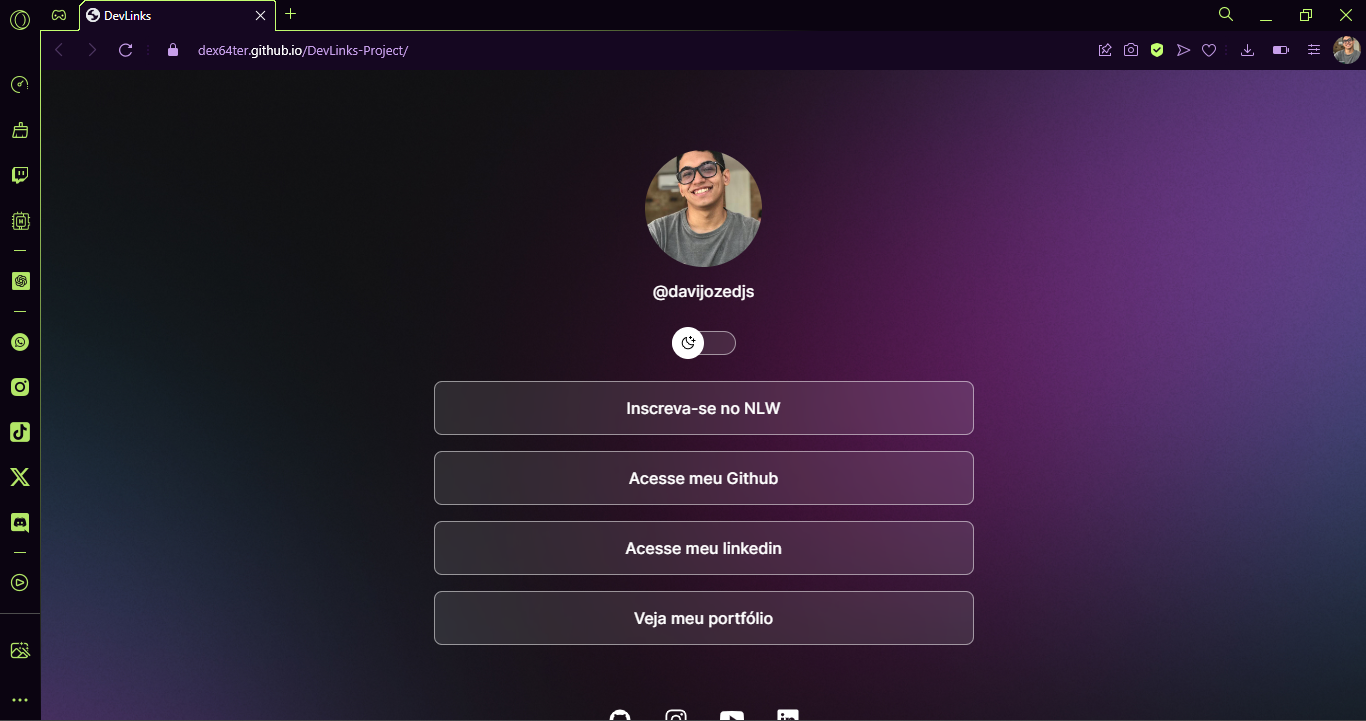 DevLinks
dex64ter.github.io/DevLinks-Project/
@davijozedjs
Inscreva-se no NLW
Acesse meu Github
Acesse meu linkedin
Veja meu portfólio